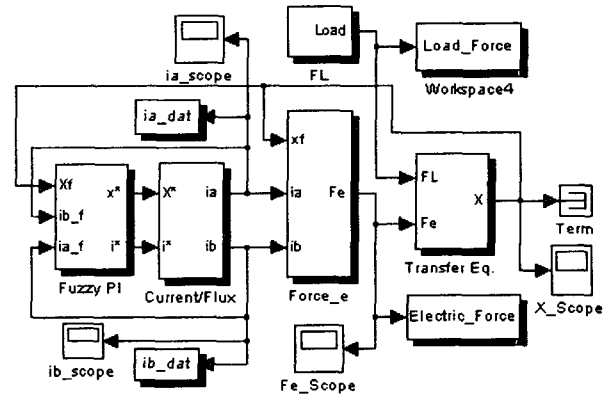 ia_scope
Load
FL
Load_Force
Workspace4
ia_dat
Xf
ib_f
ia_f
x*
i*
Fuzzy PI
X*
i*
ia
ib
Current/Flux
xf
ia
ib
Fe
Force_e
FL
Fe
X
Transfer Eq.
Term
X_Scope
ib_scope
ib_dat
Fe_Scope
Electric_Force